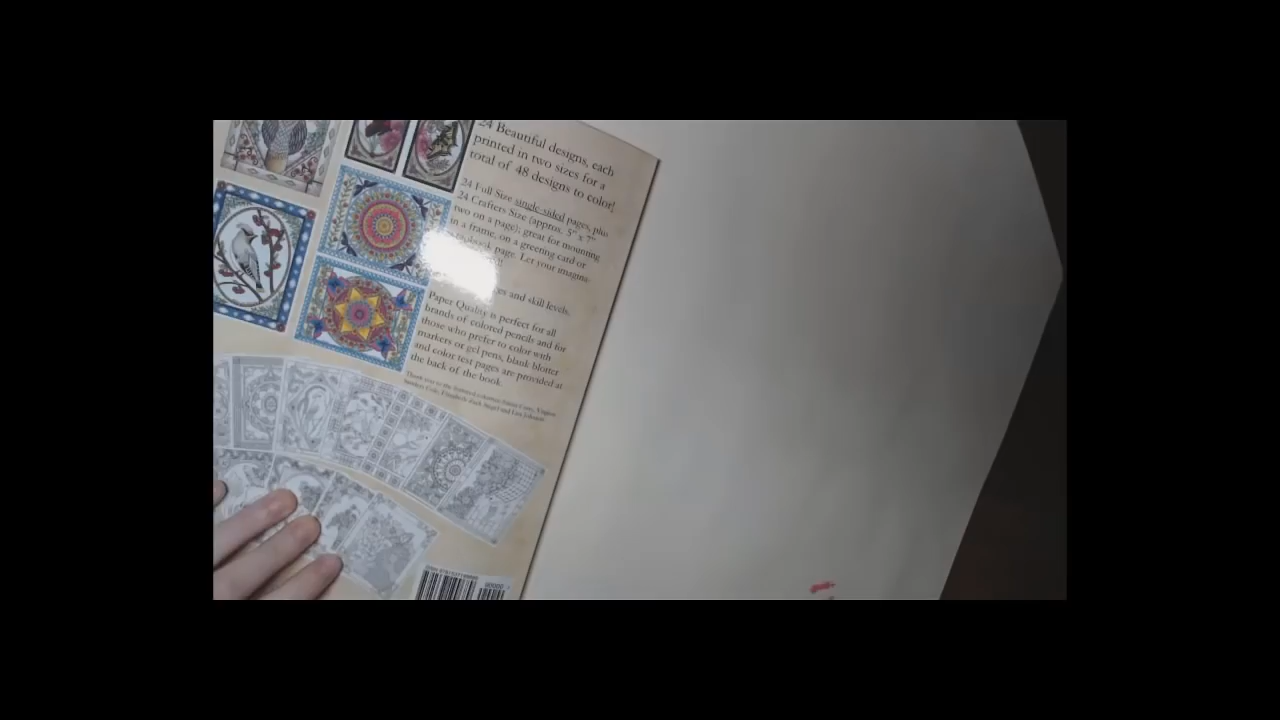 24 Beautiful designs, each
printed in two sizes for a
total of 48 designs to color!
24 Full Size single-sided pages, plus
24 Crafters Size (approx. 5" x 7"
two on a page); great for mounting
in a frame, on a greeting card or
page. Let your imagine-
and skill levels.
Paper Quality is perfect for all
brands of colored pencils and for
those who prefer to color with
markers or gel pens, blank blotter
and color test pages are provided at
the back of the book.